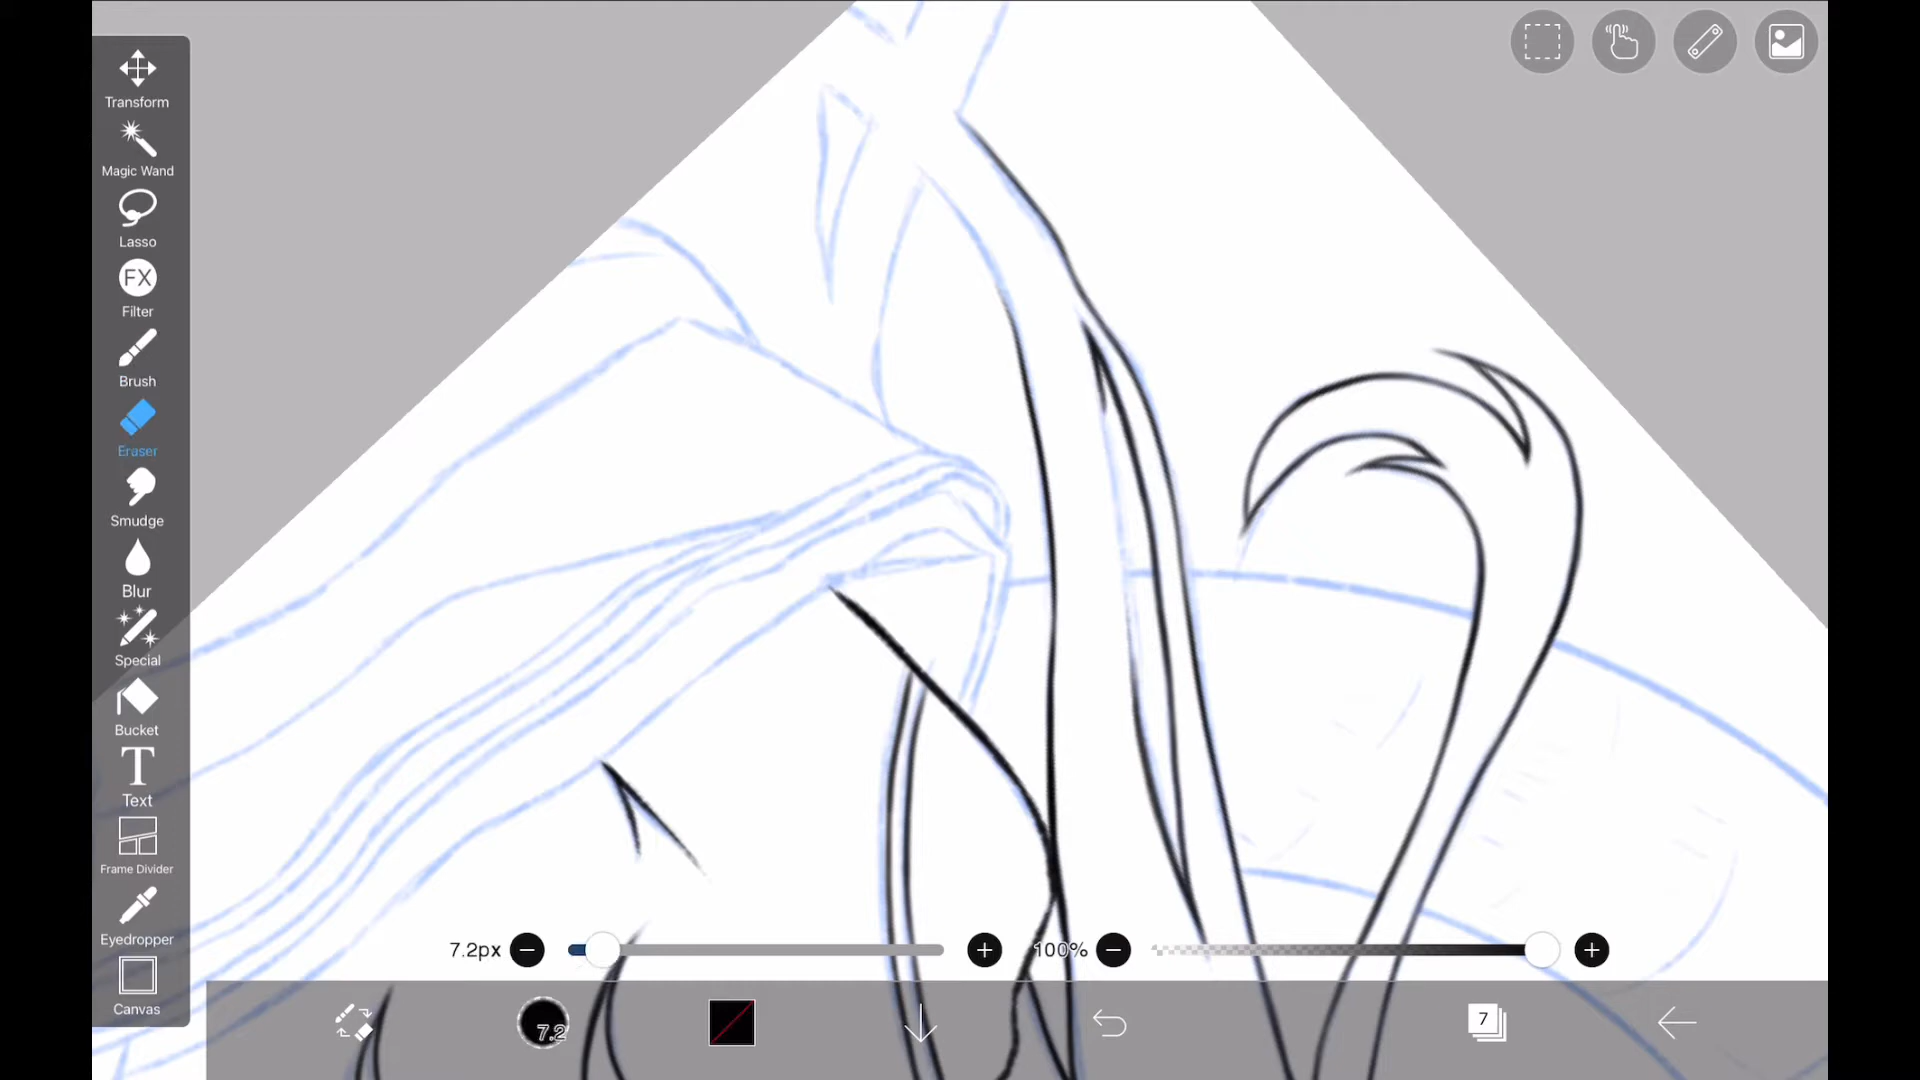 Transform
Magic Wand
Lasso
FX
Filter
Brush
Eraser
Smudge
Blur
Special
Bucket
T
Text
Frame Divider
Eyedropper
Canvas
7.2px
100%
7.2
7